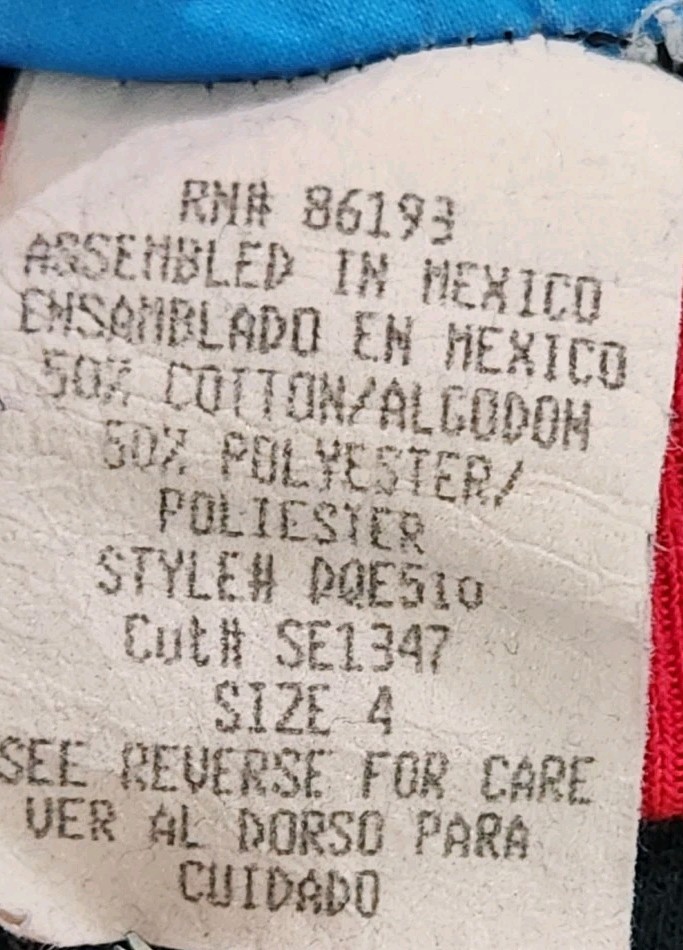 RN# 86193
ASSEMBLED IN MEXICO
ENSAMBLADO EN MEXICO
50% COTTON/ALGODON
50% POLYESTER/
POLIESTER
STYLE# DQE510
Cut# SE1347
SIZE 4
SEE REVERSE FOR CARE
VER AL DORSO PARA
CUIDADO